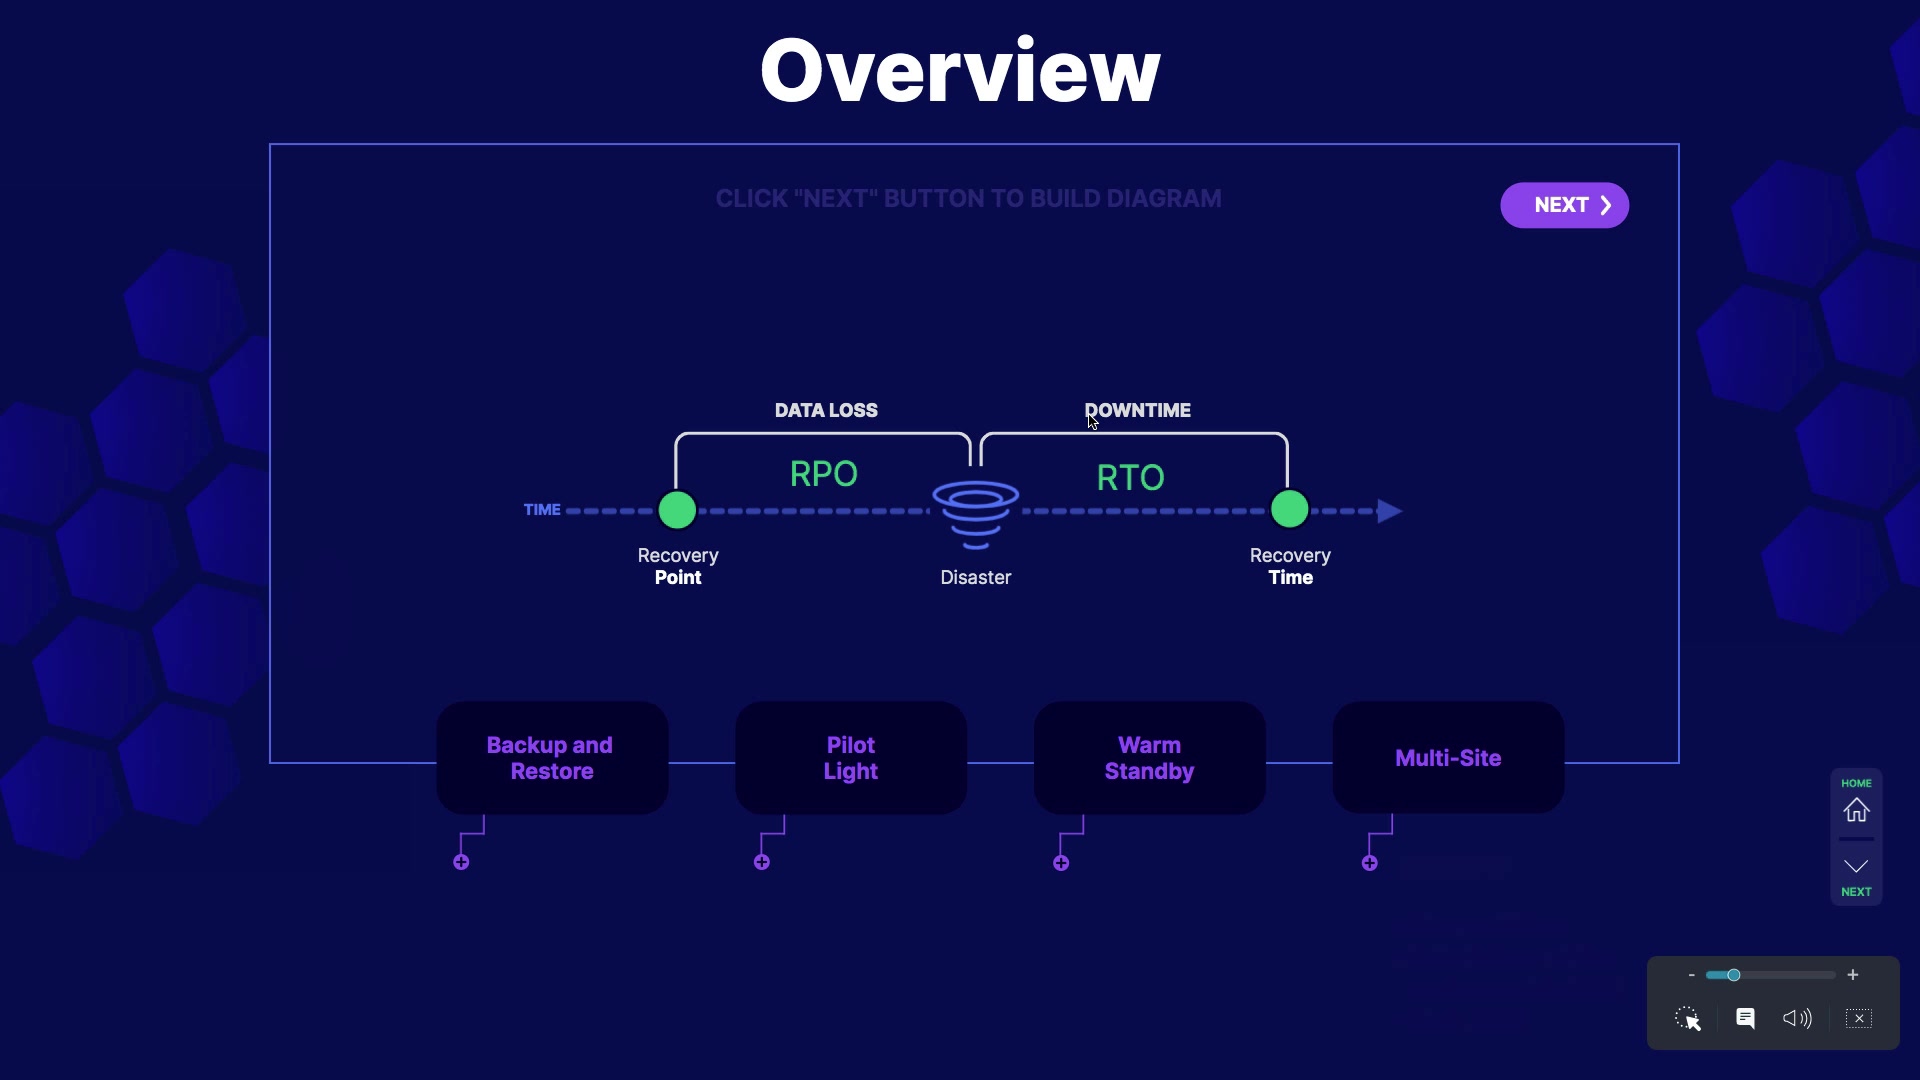 Overview
CLICK "NEXT" BUTTON TO BUILD DIAGRAM
NEXT
DATA LOSS
DOWNTIME
RPO
RTO
TIME
Recovery
Point
Disaster
Recovery
Time
Backup and
Restore
Pilot
Light
Warm
Standby
Multi-Site
HOME
NEXT